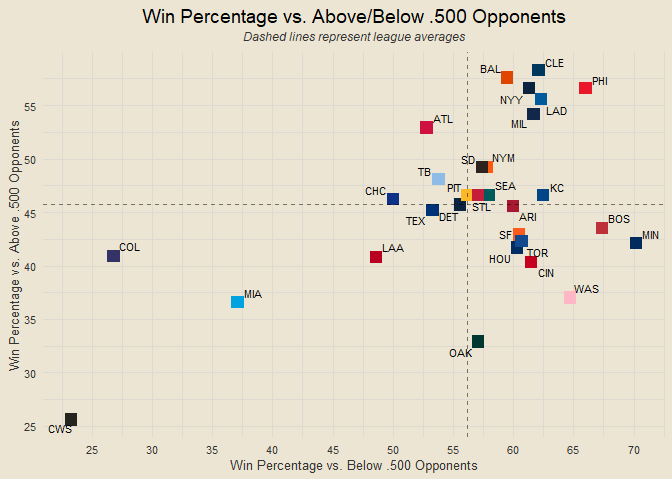 Win Percentage vs. Above/Below .500 Opponents
Dashed lines represent league averages
Win Percentage vs. Above .500 Opponents
55
50
45
40
35
30
25
BAL
CLE
PHI
NYY
LAD
MIL
ATL
SD
NYM
TB
CHC
PIT
SEA
KC
STL
TEX
DET
ARI
BOS
MIN
SF
COL
LAA
HOU
TOR
CIN
MIA
WAS
OAK
CWS
25
30
35
40
45
50
55
60
65
70
Win Percentage vs. Below .500 Opponents